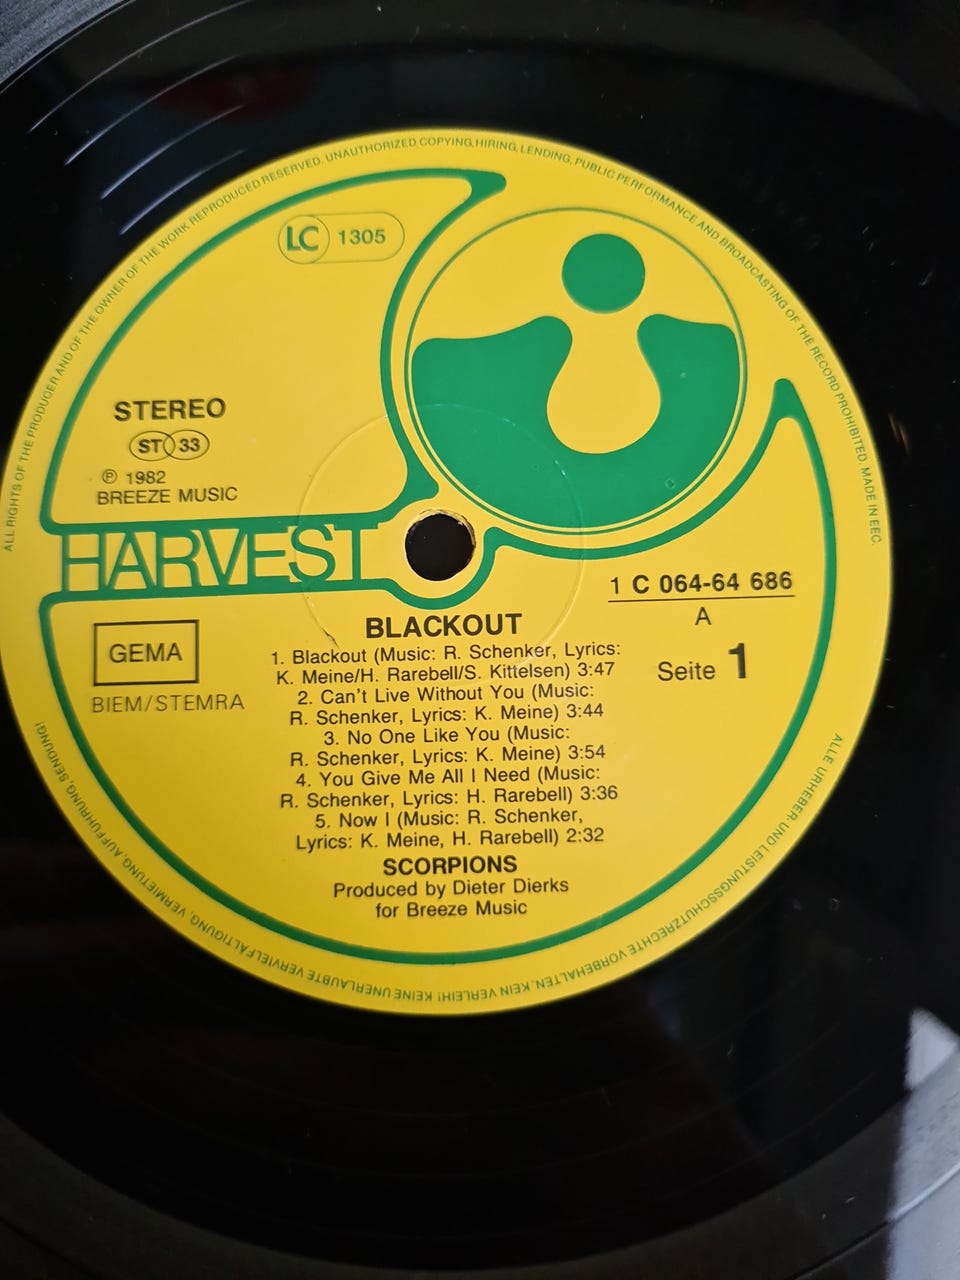 ALL RIGHTS OF THE PRODUCER AND OF THE OWNER OF THE WORK REPRODUCED RESERVED. UNAUTHORIZED COPYING, HIRING, LENDING, PUBLIC PERFORMANCE AND BROADCASTING OF THE RECORD PROHIBITED. MADE IN EEC.
LC 1305
STEREO
ST 33
℗ 1982
BREEZE MUSIC
HARVEST
1 C 064-64 686
A
Seite 1
GEMA
BIEM/STEMRA
BLACKOUT
1. Blackout (Music: R. Schenker, Lyrics:
K. Meine/H. Rarebell/S. Kittelsen) 3:47
2. Can't Live Without You (Music:
R. Schenker, Lyrics: K. Meine) 3:44
3. No One Like You (Music:
R. Schenker, Lyrics: K. Meine) 3:54
4. You Give Me All I Need (Music:
R. Schenker, Lyrics: H. Rarebell) 3:36
5. Now I (Music: R. Schenker,
Lyrics: K. Meine, H. Rarebell) 2:32
SCORPIONS
Produced by Dieter Dierks
for Breeze Music
ALLE URHEBER- UND LEISTUNGSSCHUTZRECHTE VORBEHALTEN. KEIN VERLEIH! KEINE UNERLAUBTE VERVIELFÄLTIGUNG, VERMIETUNG, AUFFÜHRUNG, SENDUNG!